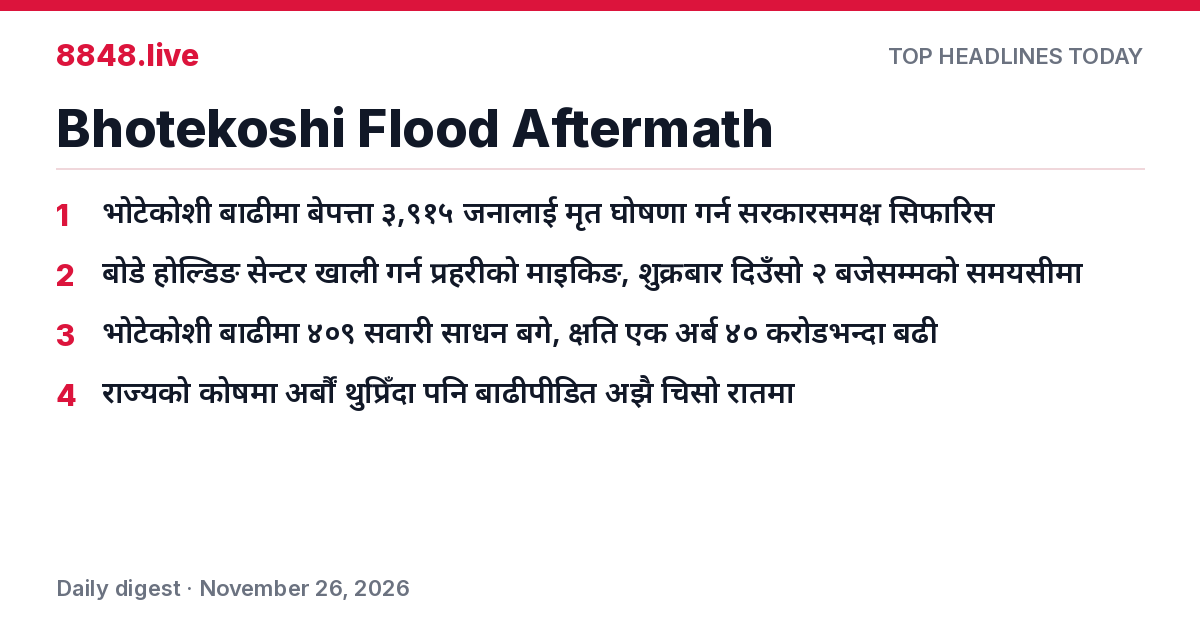 8848.live
TOP HEADLINES TODAY
Bhotekoshi Flood Aftermath
1 भोटेकोशी बाढीमा बेपत्ता ३,९१५ जनालाई मृत घोषणा गर्न सरकारसमक्ष सिफारिस
2 बोडे होल्डिङ सेन्टर खाली गर्न प्रहरीको माइकिङ, शुक्रबार दिउँसो २ बजेसम्मको समयसीमा
3 भोटेकोशी बाढीमा ४०९ सवारी साधन बगे, क्षति एक अर्ब ४० करोडभन्दा बढी
4 राज्यको कोषमा अर्बौं थुप्रिँदा पनि बाढीपीडित अझै चिसो रातमा
Daily digest · November 26, 2026